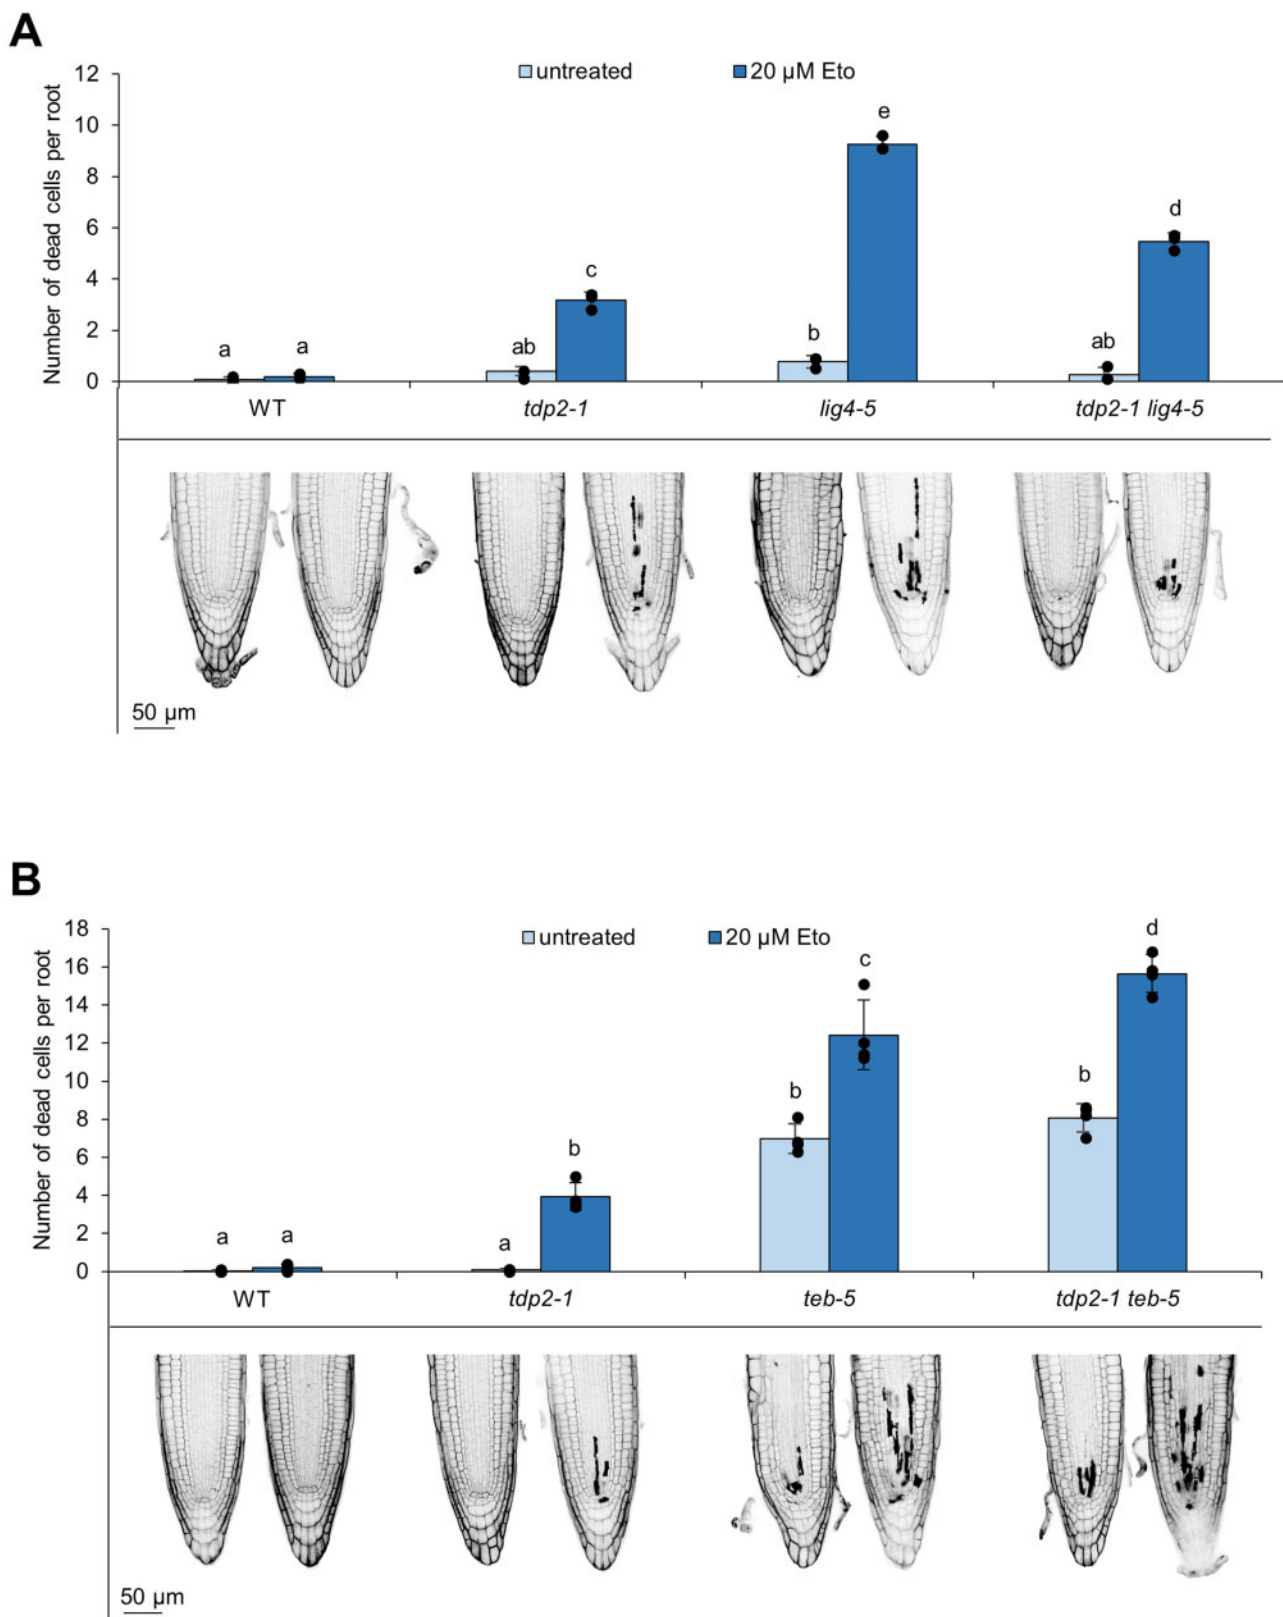 A
untreated 20 µM Eto
Number of dead cells per root
12
10
8
6
4
2
0
a a ab c b e ab d
WT tdp2-1 lig4-5 tdp2-1 lig4-5
50 µm
B
untreated 20 µM Eto
Number of dead cells per root
18
16
14
12
10
8
6
4
2
0
a a a b b c b d
WT tdp2-1 teb-5 tdp2-1 teb-5
50 µm